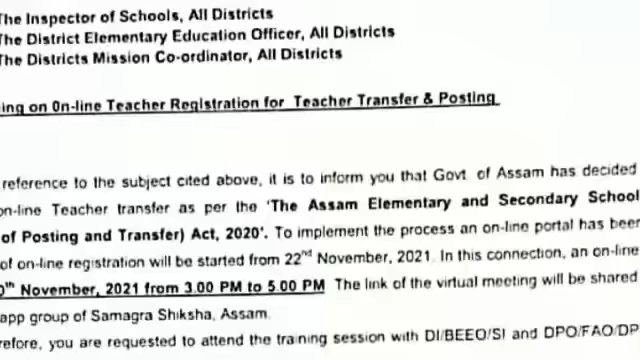 The Inspector of Schools, All Districts
The District Elementary Education Officer, All Districts
The Districts Mission Co-ordinator, All Districts
ing on 0n-line Teacher Registration for Teacher Transfer & Posting
reference to the subject cited above, it is to inform you that Govt. of Assam has decided
on-line Teacher transfer as per the 'The Assam Elementary and Secondary School
of Posting and Transfer) Act, 2020'. To implement the process an on-line portal has been
of on-line registration will be started from 22nd November, 2021. In this connection, an on-line
0th November, 2021 from 3.00 PM to 5.00 PM The link of the virtual meeting will be shared
app group of Samagra Shiksha, Assam.
refore, you are requested to attend the training session with DI/BEEO/SI and DPO/FAO/DP